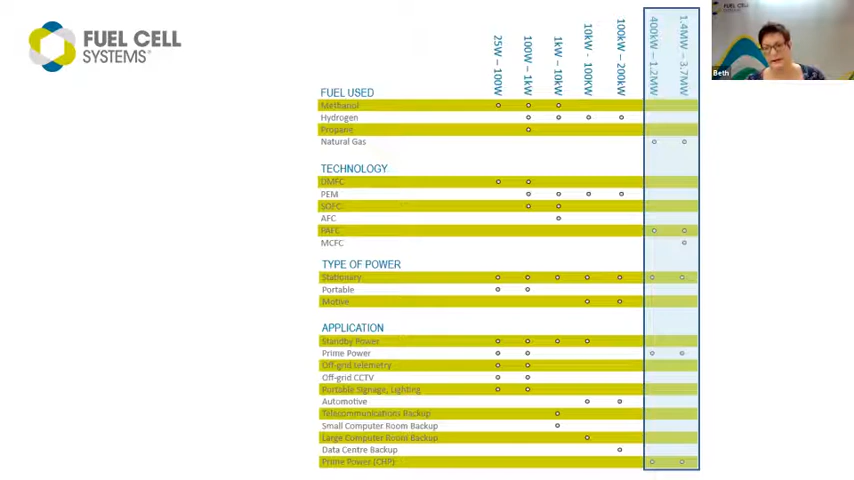 FUEL CELL
SYSTEMS®
25W – 100W
100W – 1kW
1kW – 10kW
10kW - 100KW
100kW – 200kW
400kW – 1.2MW
1.4MW – 3.7MW
FUEL CELL
Beth
FUEL USED
Methanol
Hydrogen
Propane
Natural Gas
TECHNOLOGY
DMFC
PEM
SOFC
AFC
PAFC
MCFC
TYPE OF POWER
Stationary
Portable
Motive
APPLICATION
Standby Power
Prime Power
Off-grid telemetry
Off-grid CCTV
Portable Signage, Lighting
Automotive
Telecommunications Backup
Small Computer Room Backup
Large Computer Room Backup
Data Centre Backup
Prime Power (CHP)